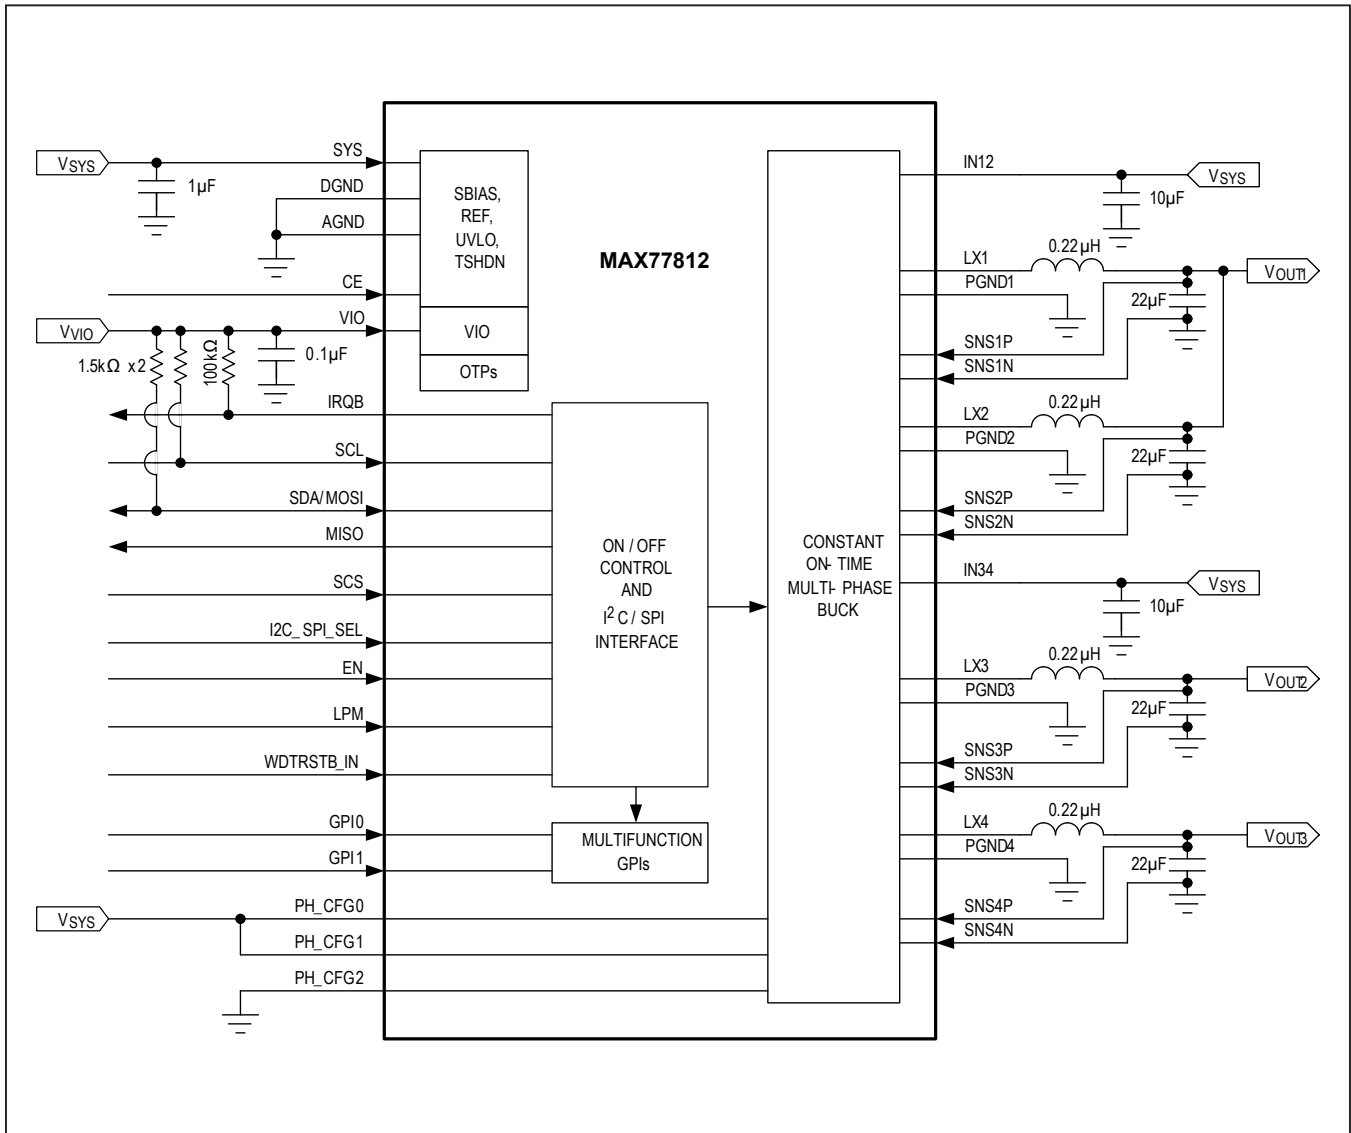 VSYS
1µF
SYS
DGND
AGND
CE
VVIO
VIO
1.5kΩ x2
100kΩ
0.1µF
IRQB
SCL
SDA/MOSI
MISO
SCS
I2C_SPI_SEL
EN
LPM
WDTRSTB_IN
GPI0
GPI1
VSYS
PH_CFG0
PH_CFG1
PH_CFG2
SBIAS,
REF,
UVLO,
TSHDN
VIO
OTPs
MAX77812
ON / OFF
CONTROL
AND
I2C / SPI
INTERFACE
MULTIFUNCTION
GPIs
CONSTANT
ON- TIME
MULTI- PHASE
BUCK
IN12
VSYS
10µF
LX1
0.22µH
VOUT1
PGND1
22µF
SNS1P
SNS1N
LX2
0.22µH
PGND2
22µF
SNS2P
SNS2N
IN34
VSYS
10µF
LX3
0.22µH
VOUT2
PGND3
22µF
SNS3P
SNS3N
LX4
0.22µH
VOUT3
PGND4
22µF
SNS4P
SNS4N